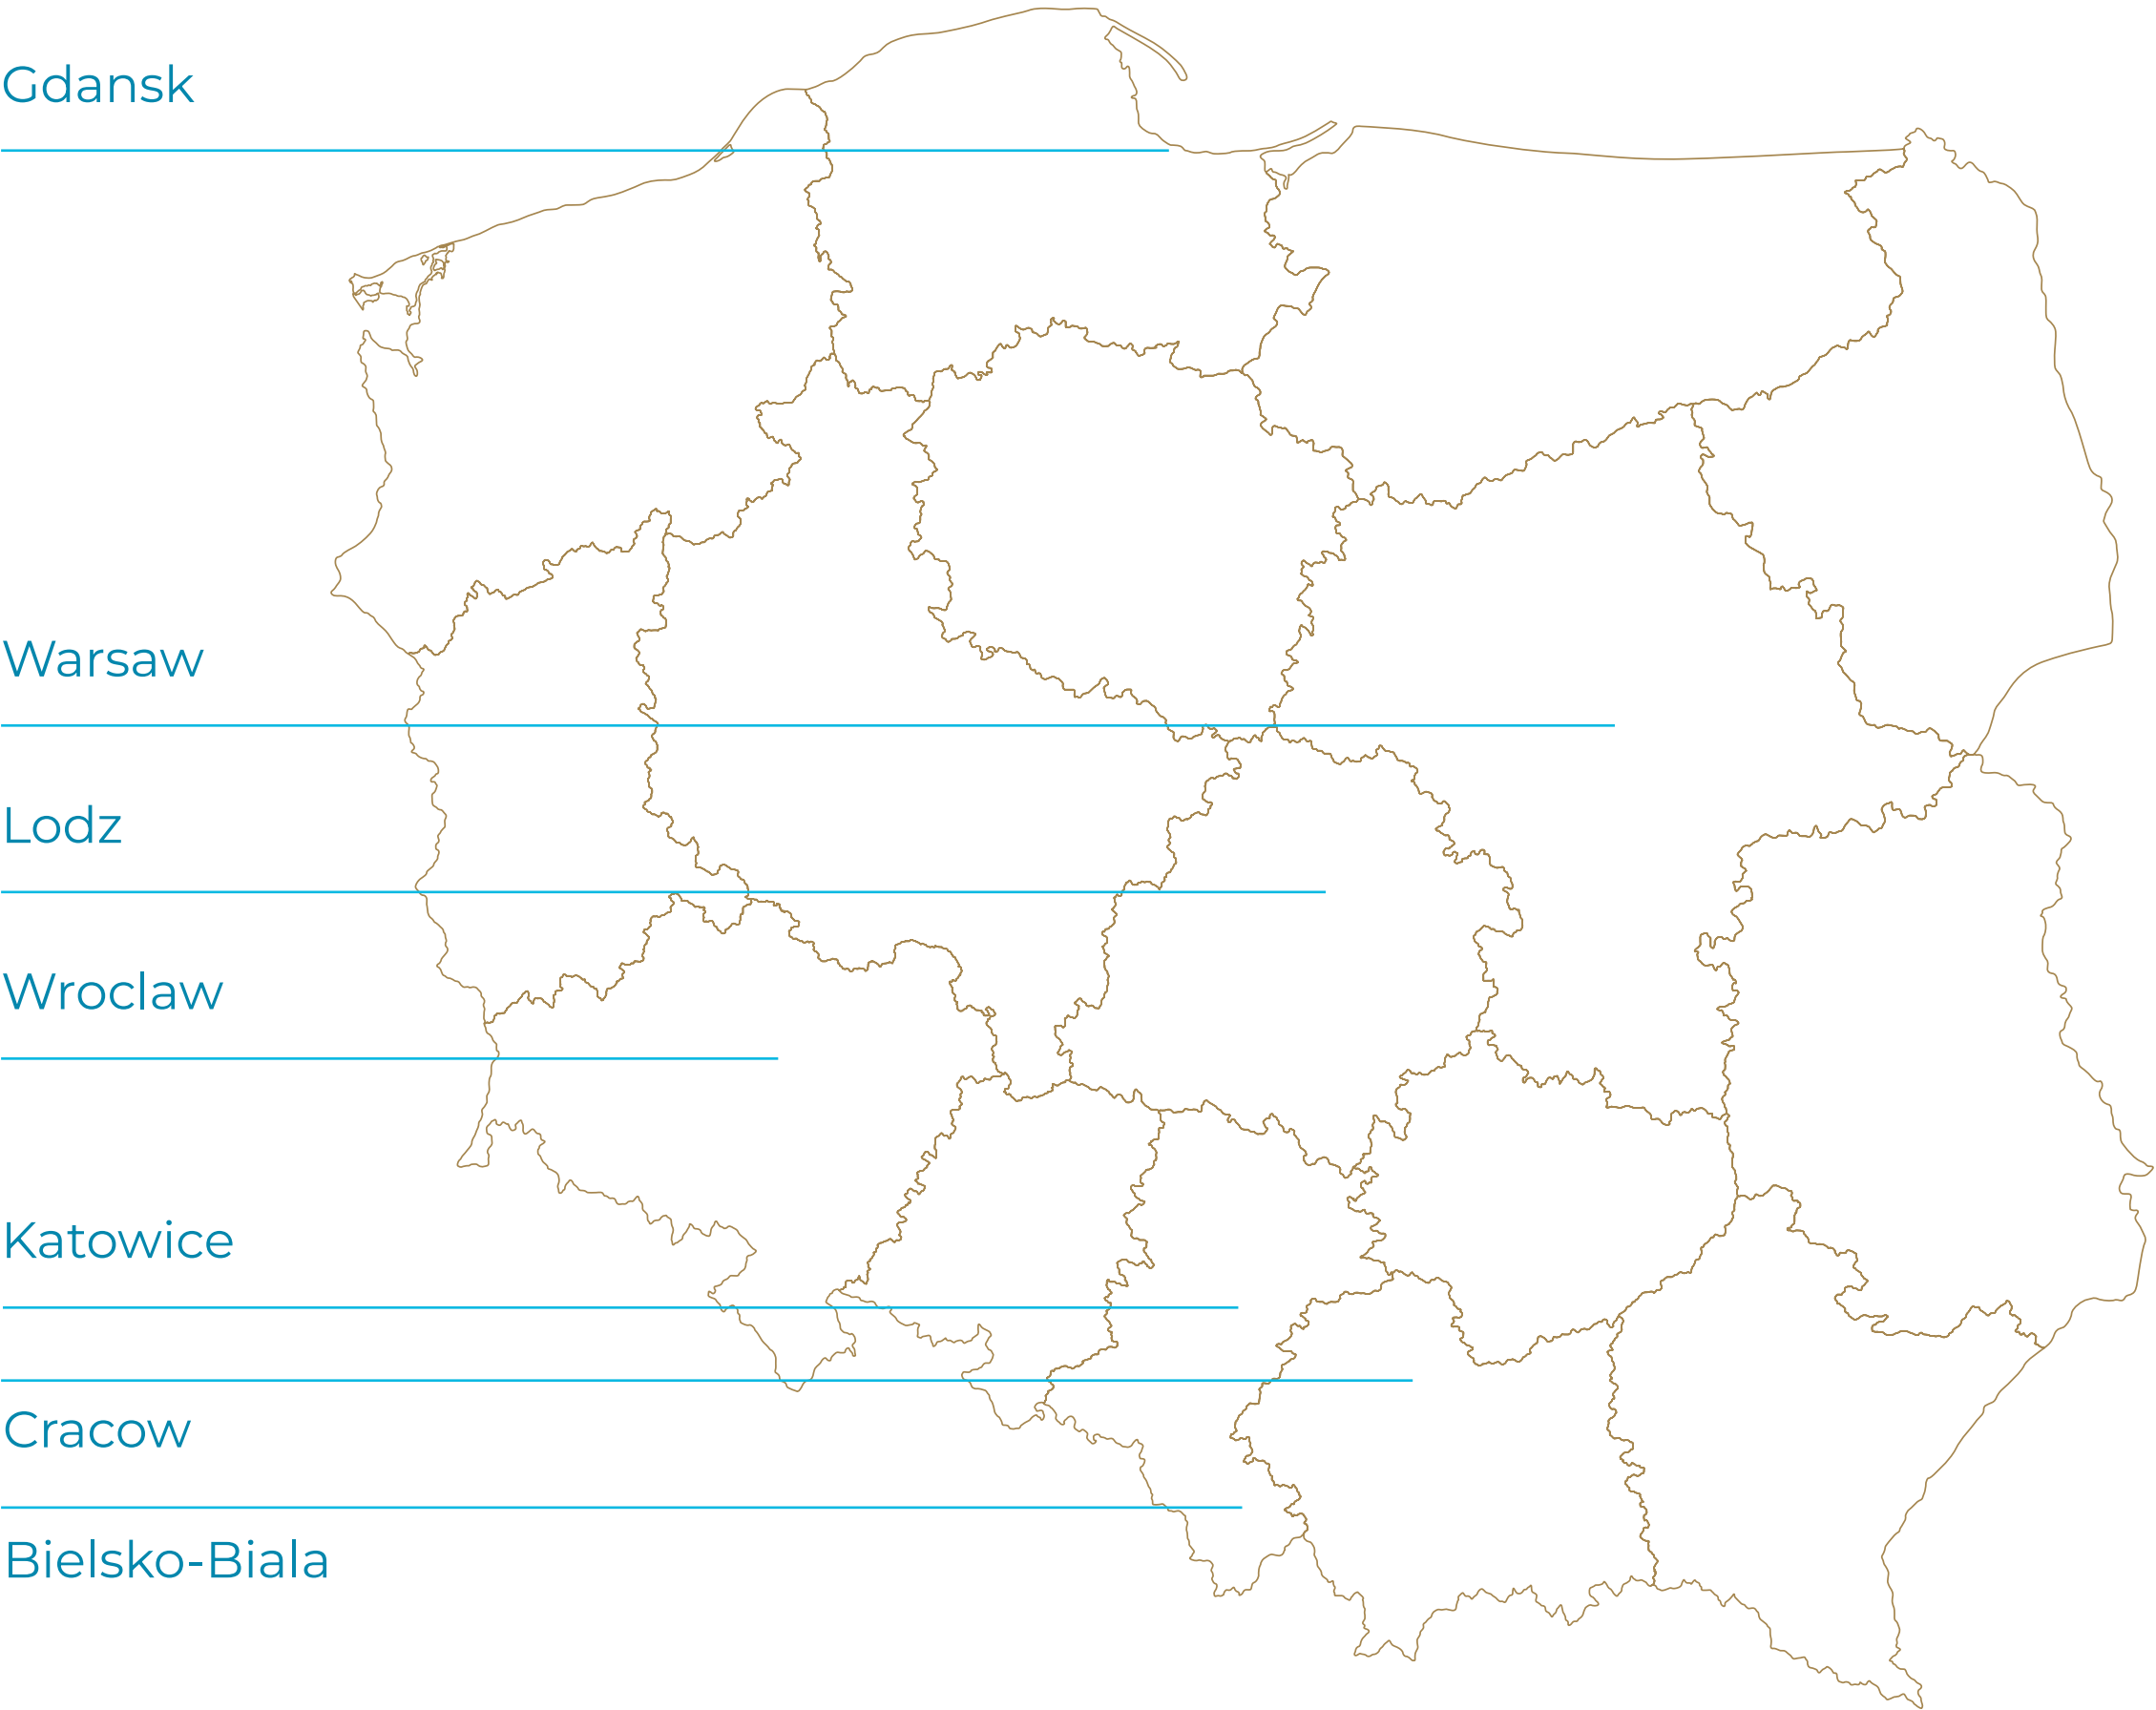 Gdansk
Warsaw
Lodz
Wroclaw
Katowice
Cracow
Bielsko-Biala